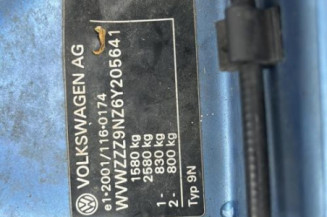 VOLKSWAGEN AG
e1*2001/116*0174
WVWZZZ9NZ6Y205641
1580 kg
2580 kg
1- 830 kg
2- 800 kg
Typ 9N